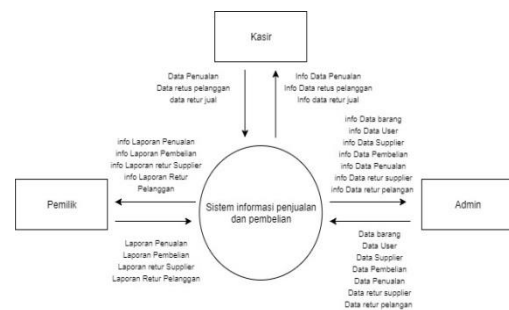 Kasir
Data Penualan
Data retus pelanggan
data retur jual
Info Data Penualan
Info Data retus pelanggan
Info data retur jual
info Laporan Penualan
info Laporan Pembelian
info Laporan retur Supplier
info Laporan Retur
Pelanggan
info Data barang
info Data User
info Data Supplier
info Data Pembelian
info Data Penualan
info Data retur supplier
info Data retur pelangan
Pemilik
Sistem informasi penjualan
dan pembelian
Admin
Laporan Penualan
Laporan Pembelian
Laporan retur Supplier
Laporan Retur Pelanggan
Data barang
Data User
Data Supplier
Data Pembelian
Data Penualan
Data retur supplier
Data retur pelangan